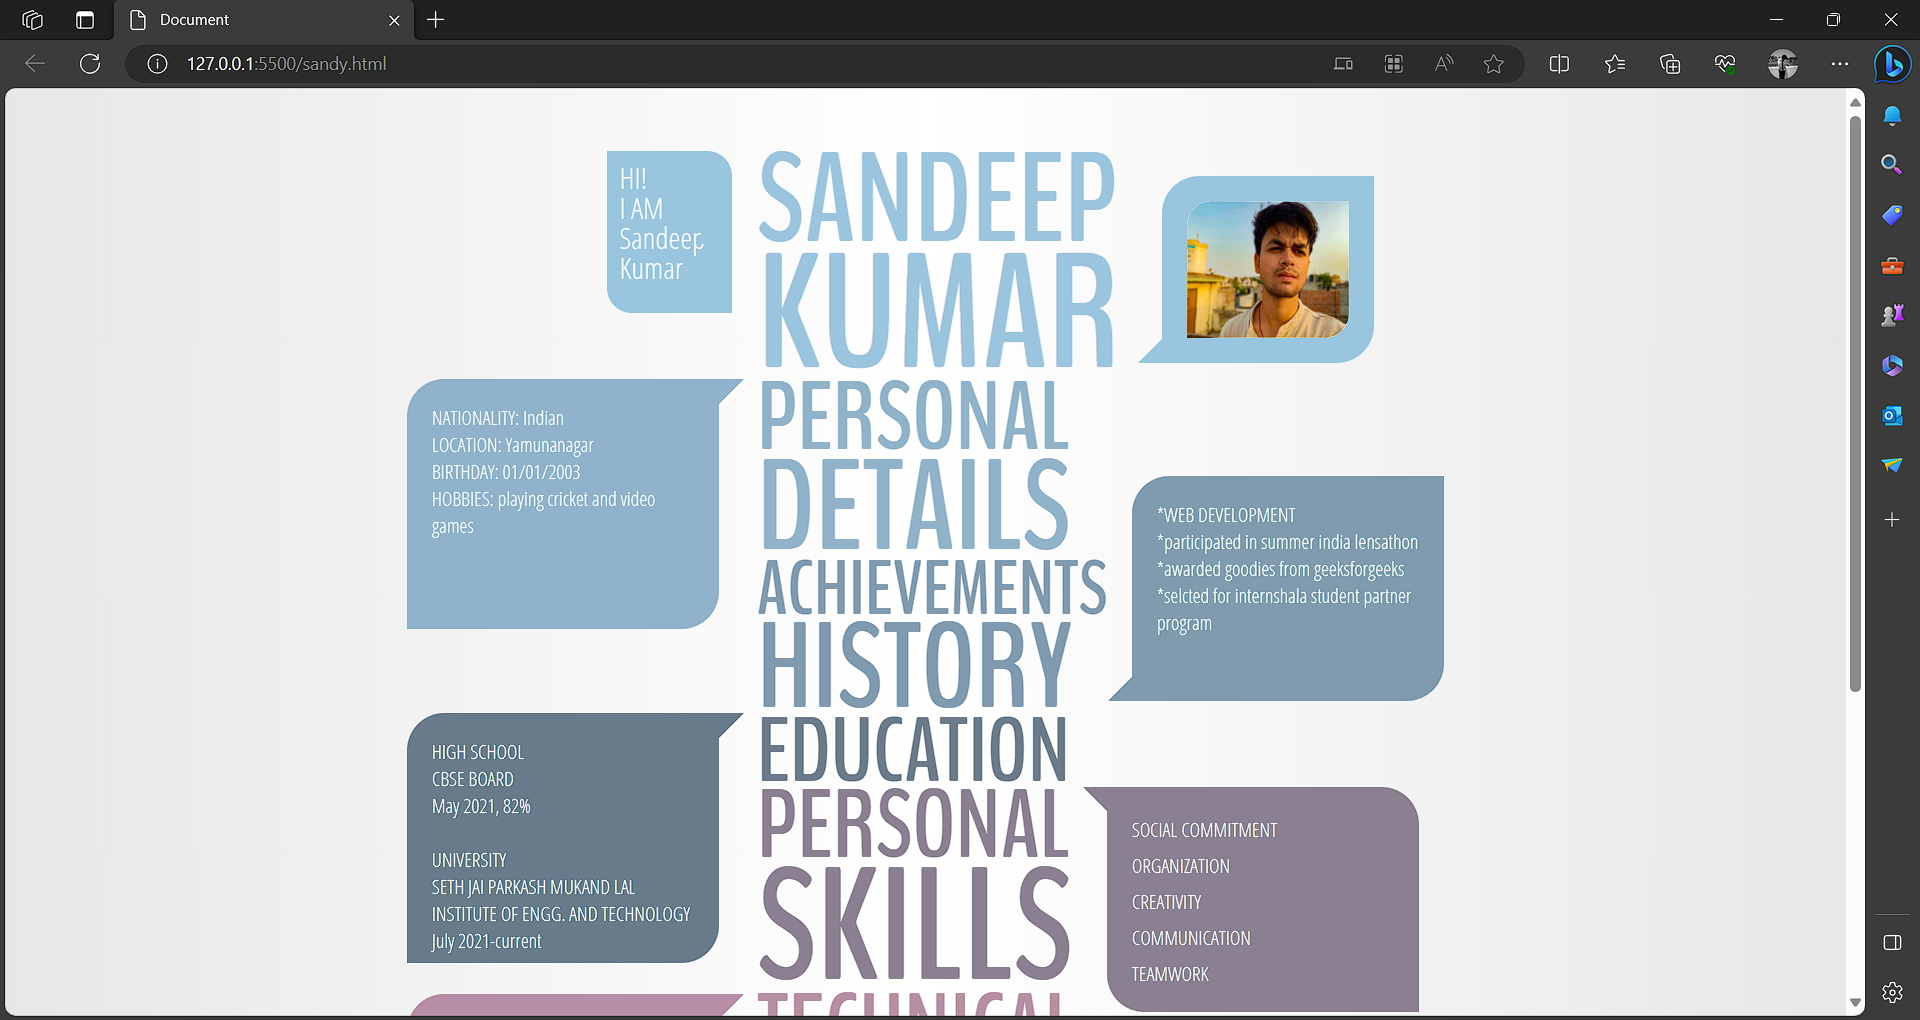 Document
127.0.0.1:5500/sandy.html
HI!
I AM
Sandeep
Kumar
SANDEEP
KUMAR
PERSONAL
DETAILS
NATIONALITY: Indian
LOCATION: Yamunanagar
BIRTHDAY: 01/01/2003
HOBBIES: playing cricket and video
games
ACHIEVEMENTS
HISTORY
*WEB DEVELOPMENT
*participated in summer india lensathon
*awarded goodies from geeksforgeeks
*selcted for internshala student partner
program
EDUCATION
HIGH SCHOOL
CBSE BOARD
May 2021, 82%
UNIVERSITY
SETH JAI PARKASH MUKAND LAL
INSTITUTE OF ENGG. AND TECHNOLOGY
July 2021-current
PERSONAL
SKILLS
SOCIAL COMMITMENT
ORGANIZATION
CREATIVITY
COMMUNICATION
TEAMWORK
TECHNICAL